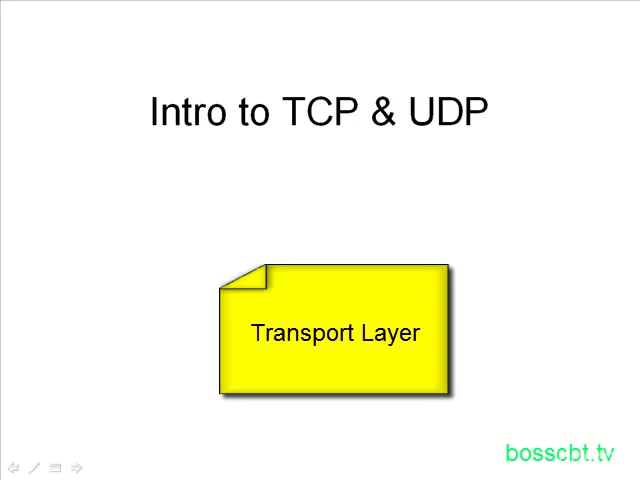 Intro to TCP & UDP
Transport Layer
bosscbt.tv